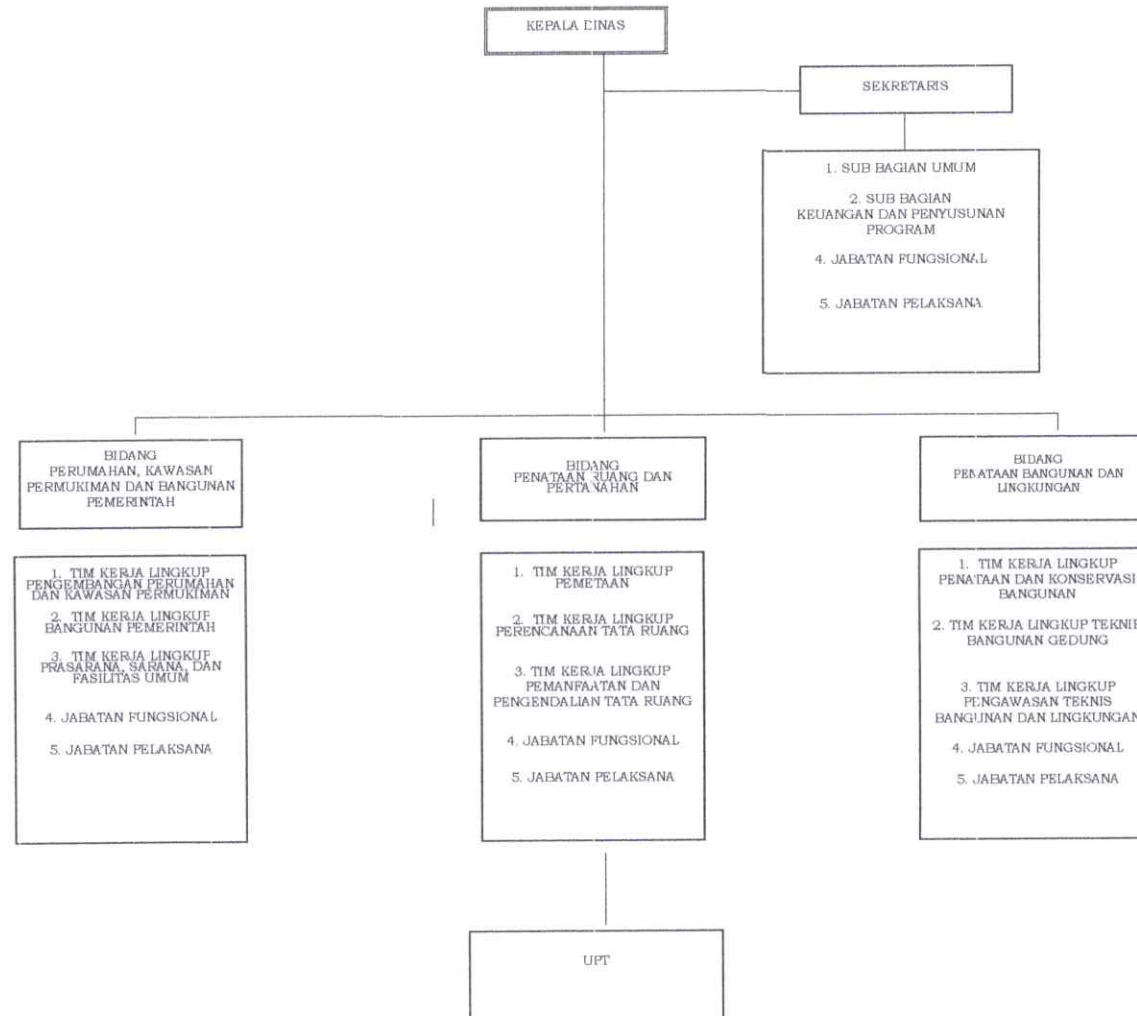 KEPALA DINAS
SEKRETARIS
1. SUB BAGIAN UMUM
2. SUB BAGIAN
KEUANGAN DAN PENYUSUNAN
PROGRAM
4. JABATAN FUNGSIONAL
5. JABATAN PELAKSANA
BIDANG
PERUMAHAN, KAWASAN
PERMUKIMAN DAN BANGUNAN
PEMERINTAH
1. TIM KERJA LINGKUP
PENGEMBANGAN PERUMAHAN
DAN KAWASAN PERMUKIMAN
2. TIM KERJA LINGKUP
BANGUNAN PEMERINTAH
3. TIM KERJA LINGKUP
PRASARANA, SARANA, DAN
FASILITAS UMUM
4. JABATAN FUNGSIONAL
5. JABATAN PELAKSANA
BIDANG
PENATAAN RUANG DAN
PERTANAHAN
1. TIM KERJA LINGKUP
PEMETAAN
2. TIM KERJA LINGKUP
PERENCANAAN TATA RUANG
3. TIM KERJA LINGKUP
PEMANFAATAN DAN
PENGENDALIAN TATA RUANG
4. JABATAN FUNGSIONAL
5. JABATAN PELAKSANA
BIDANG
PENATAAN BANGUNAN DAN
LINGKUNGAN
1. TIM KERJA LINGKUP
PENATAAN DAN KONSERVASI
BANGUNAN
2. TIM KERJA LINGKUP TEKNIS
BANGUNAN GEDUNG
3. TIM KERJA LINGKUP
PENGAWASAN TEKNIS
BANGUNAN DAN LINGKUNGAN
4. JABATAN FUNGSIONAL
5. JABATAN PELAKSANA
UPT